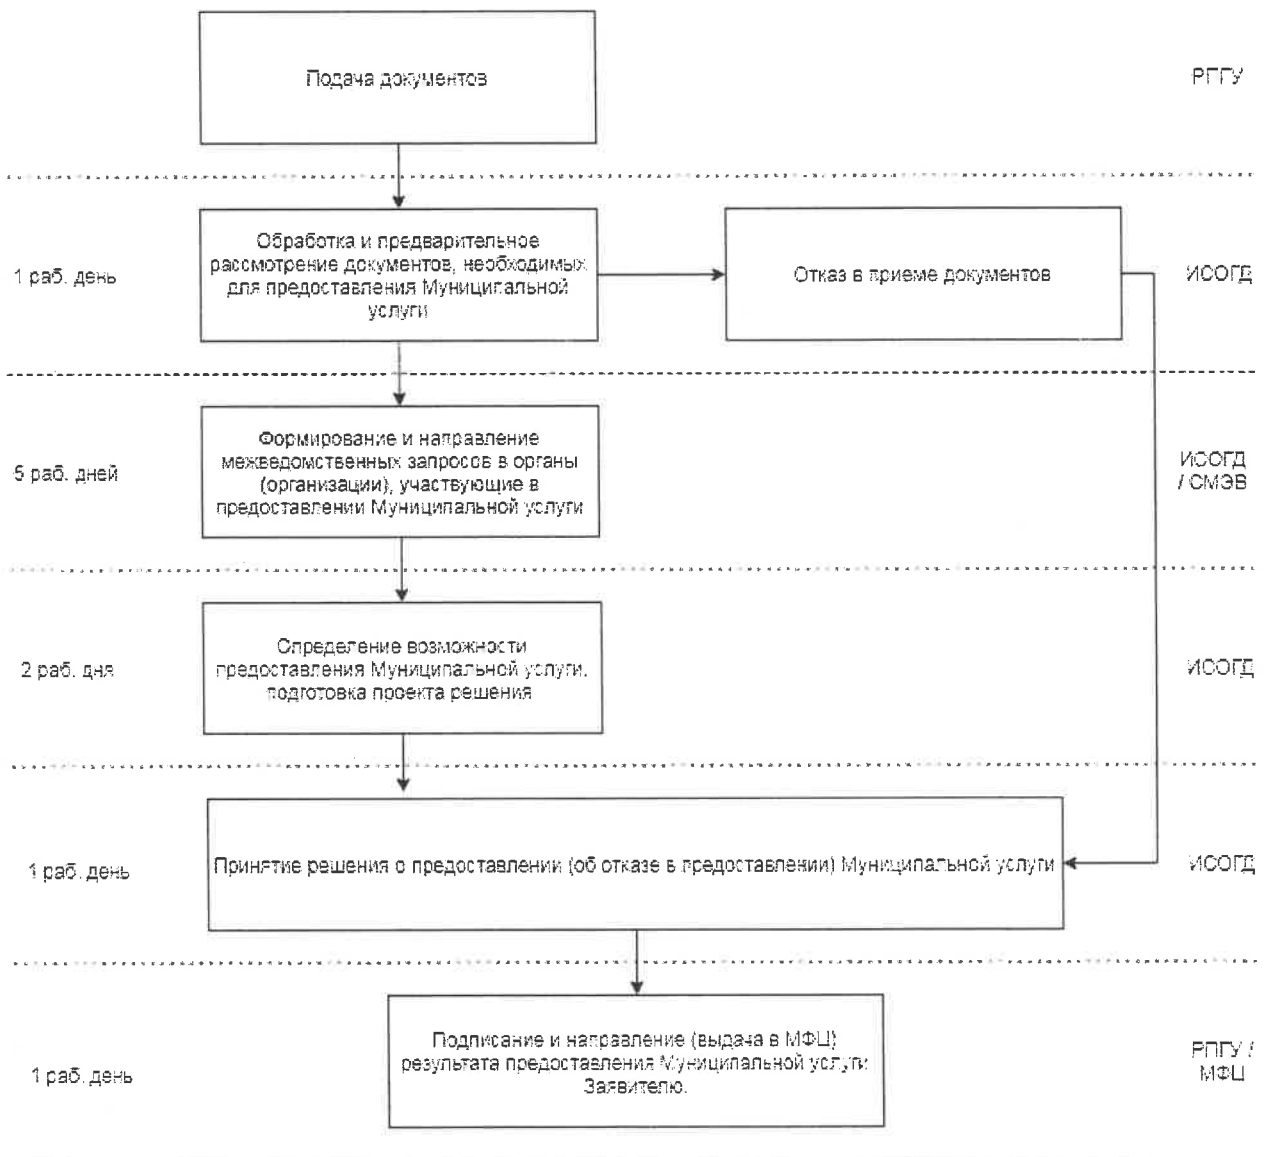 Подача документов
РПГУ
1 раб. день
Обработка и предварительное
рассмотрение документов, необходимых
для предоставления Муниципальной
услуги
Отказ в приеме документов
ИСОГД
5 раб. дней
Формирование и направление
межведомственных запросов в органы
(организации), участвующие в
предоставлении Муниципальной услуги
ИСОГД
/ СМЭВ
2 раб. дня
Определение возможности
предоставления Муниципальной услуги,
подготовка проекта решения
ИСОГД
1 раб. день
Принятие решения о предоставлении (об отказе в предоставлении) Муниципальной услуги
ИСОГД
1 раб. день
Подписание и направление (выдача в МФЦ)
результата предоставления Муниципальной услуги
Заявителю.
РПГУ /
МФЦ